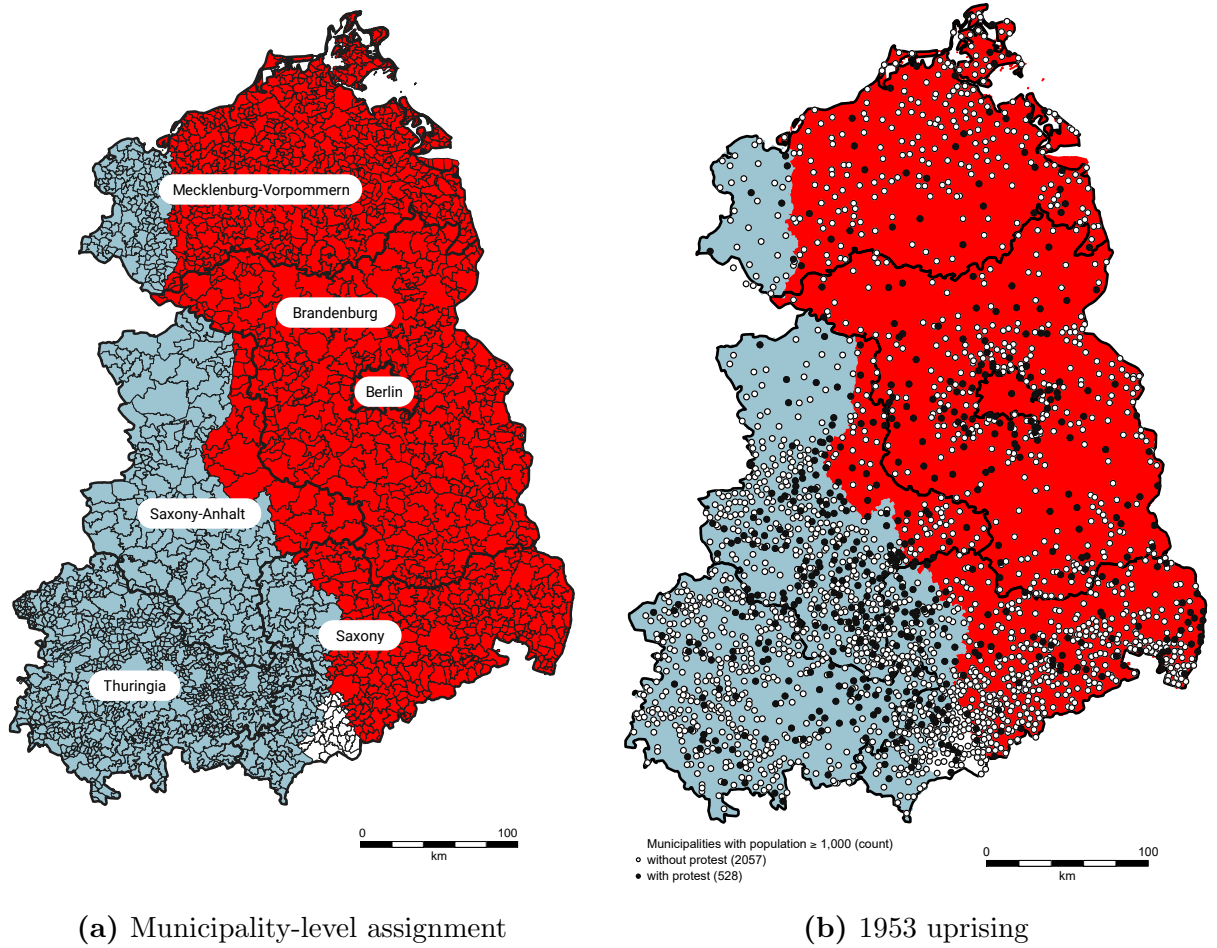 Mecklenburg-Vorpommern
Brandenburg
Berlin
Saxony-Anhalt
Saxony
Thuringia
0 100
km
Municipalities with population ≥ 1,000 (count)
without protest (2057)
with protest (528)
0 100
km
(a) Municipality-level assignment
(b) 1953 uprising